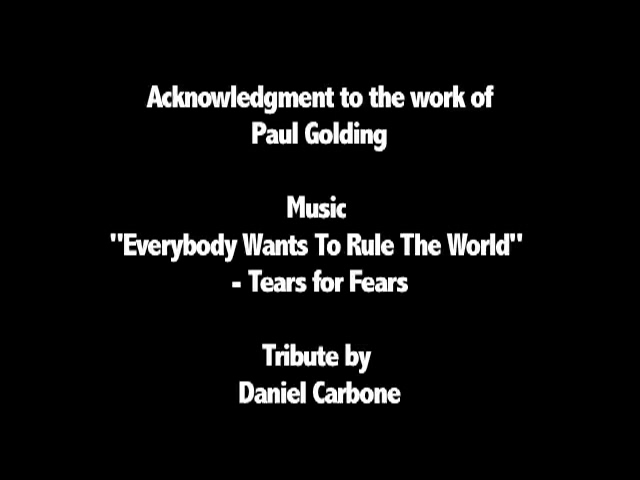 Acknowledgment to the work of
Paul Golding
Music
"Everybody Wants To Rule The World"
- Tears for Fears
Tribute by
Daniel Carbone